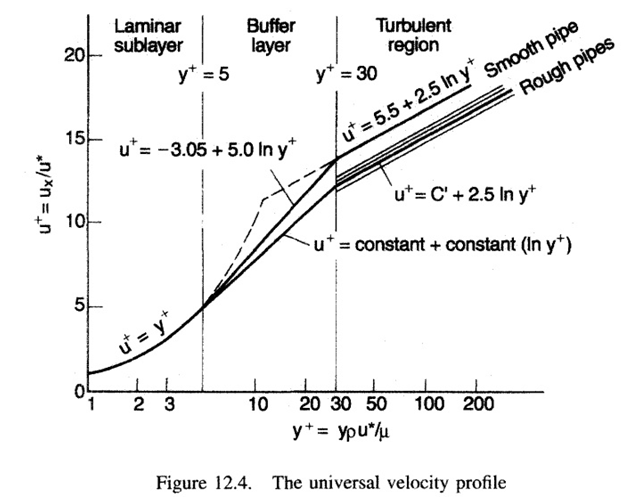 Laminar
sublayer
Buffer
layer
Turbulent
region
y⁺ = 5
y⁺ = 30
Smooth pipe
Rough pipes
u⁺ = 5.5 + 2.5 ln y⁺
u⁺ = −3.05 + 5.0 ln y⁺
u⁺ = C' + 2.5 ln y⁺
u⁺ = constant + constant (ln y⁺)
u⁺ = y⁺
u⁺ = uₓ/u*
20
15
10
5
0
1 2 3 10 20 30 50 100 200
y⁺ = yρu*/μ
Figure 12.4. The universal velocity profile